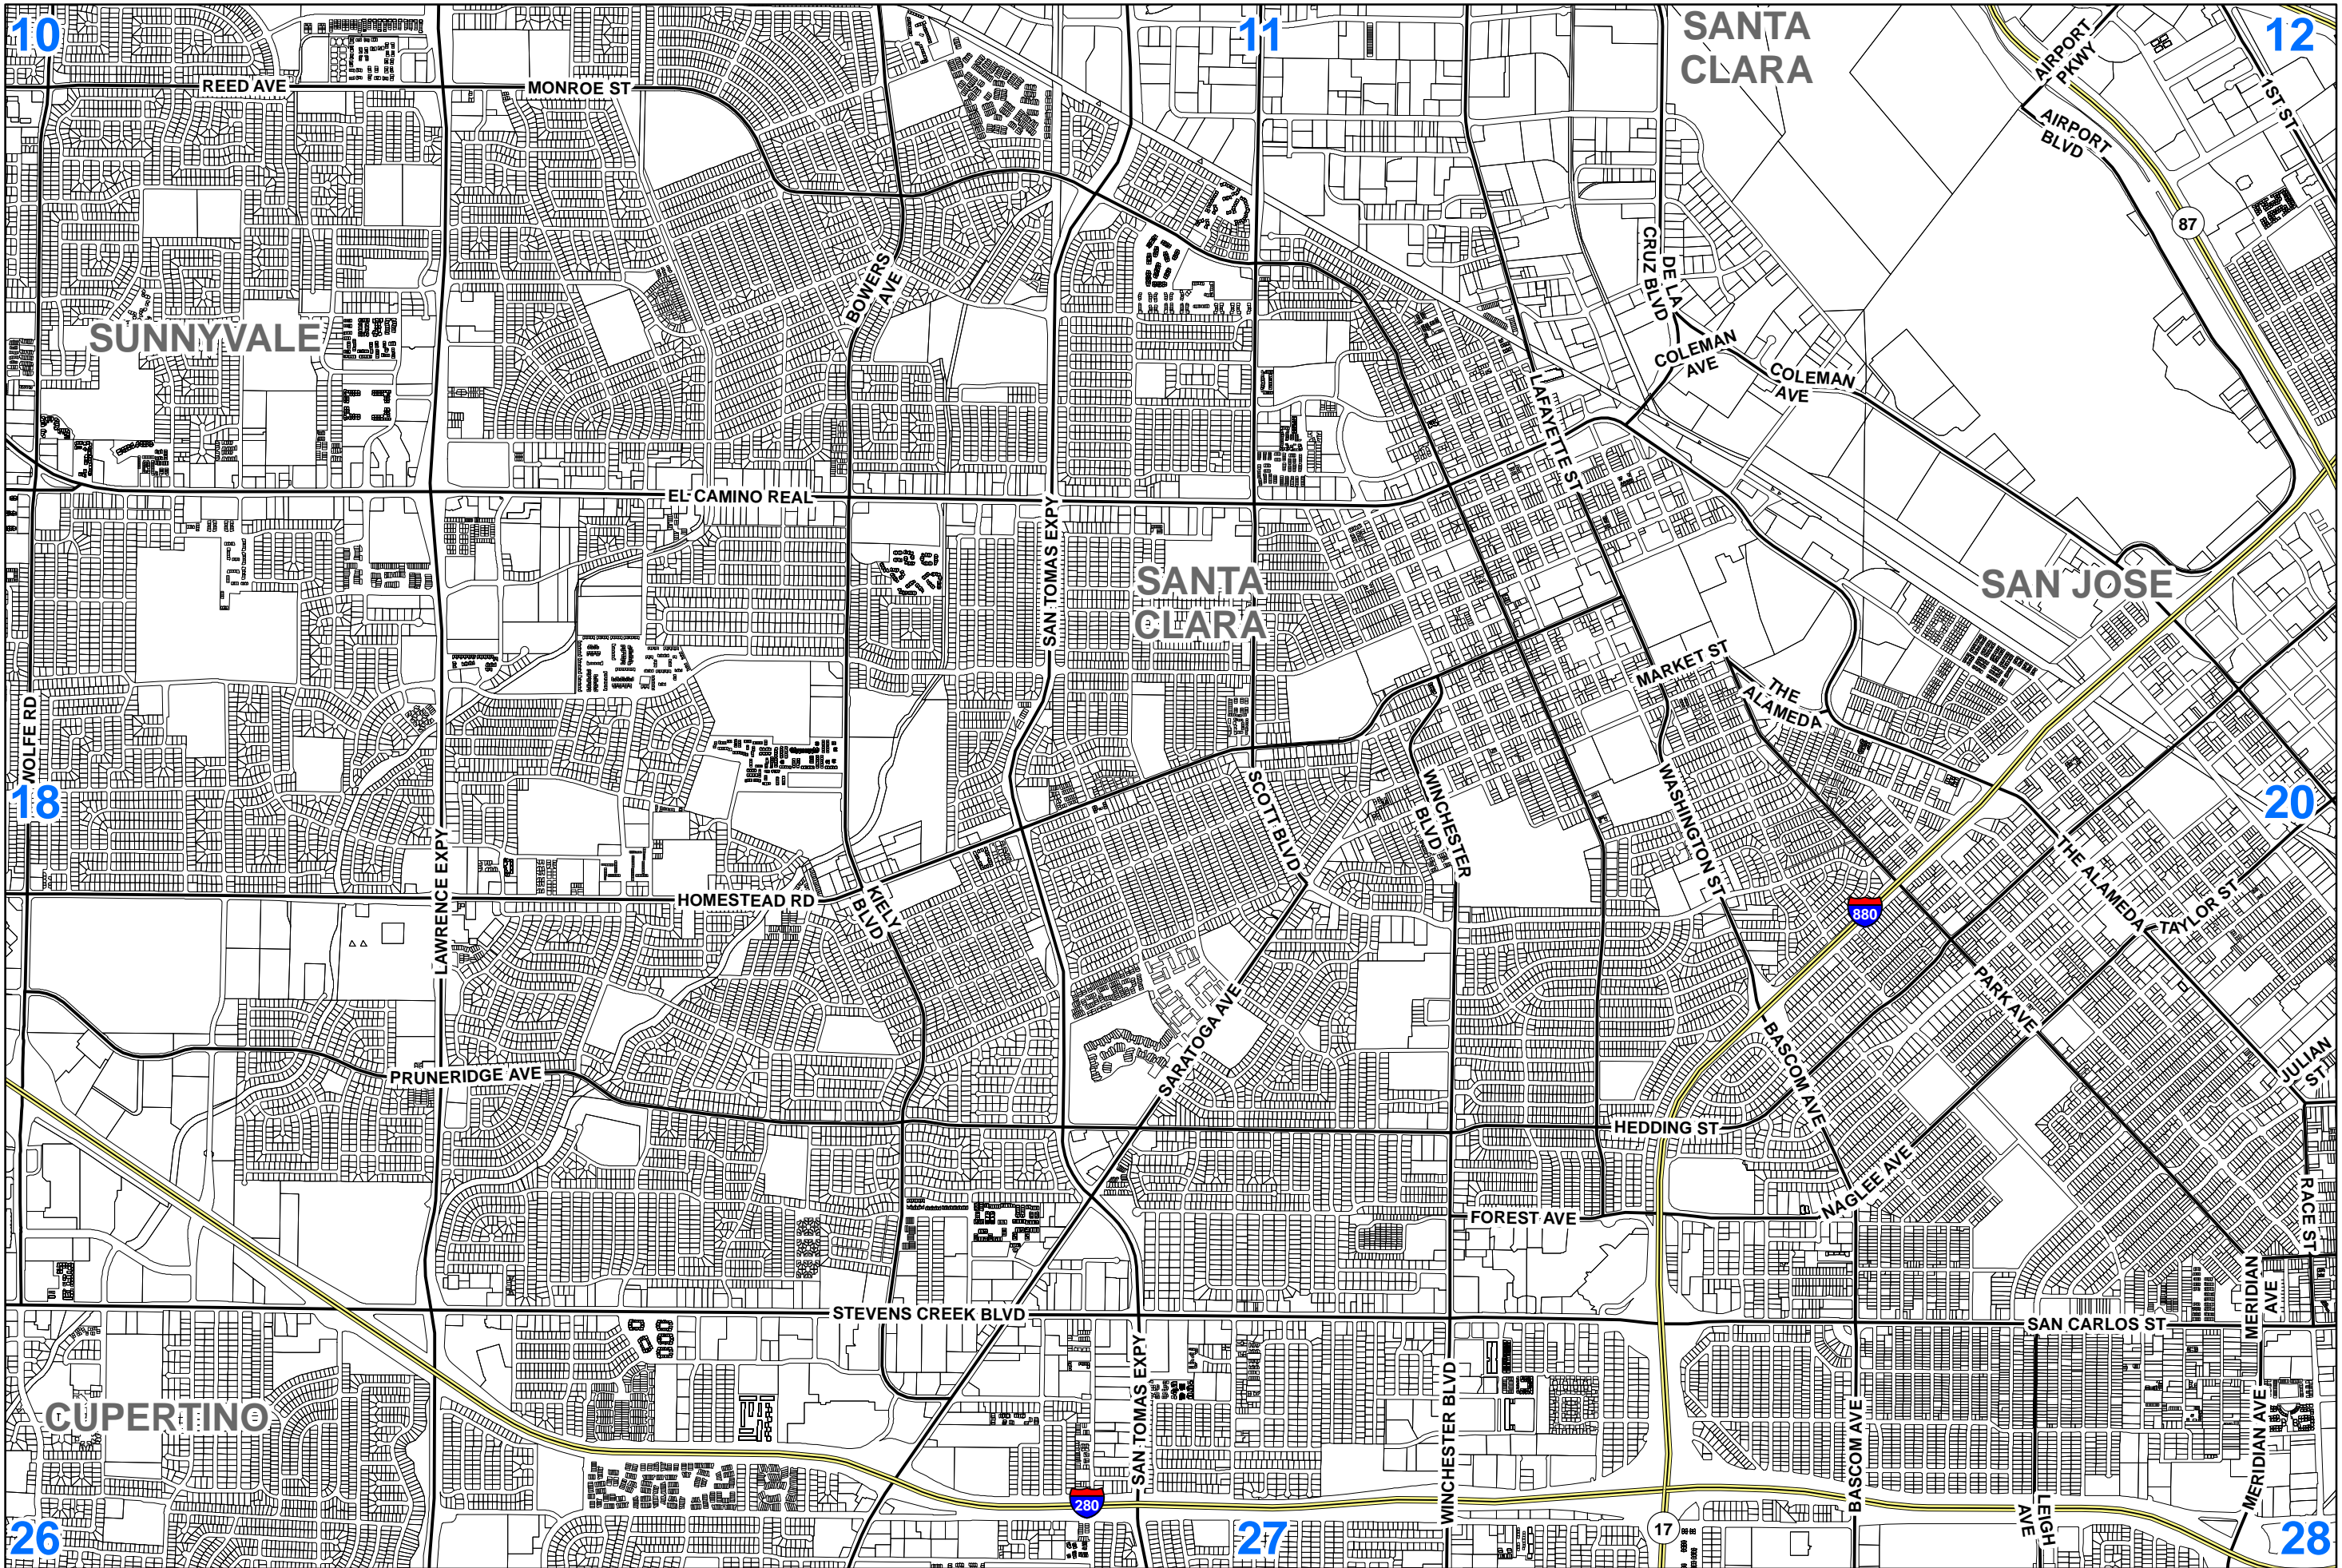 10
11
SANTA
CLARA
12
AIRPORT
PKWY
REED AVE
MONROE ST
1ST ST
AIRPORT
BLVD
87
DE LA
CRUZ BLVD
BOWERS
AVE
SUNNYVALE
COLEMAN
AVE
COLEMAN
AVE
LAFAYETTE ST
EL CAMINO REAL
SAN TOMAS EXPY
SANTA
CLARA
SAN JOSE
MARKET ST
THE
ALAMEDA
WOLFE RD
18
SCOTT BLVD
WINCHESTER
BLVD
WASHINGTON ST
20
LAWRENCE EXPY
HOMESTEAD RD
KIELY
BLVD
880
THE ALAMEDA
TAYLOR ST
PARK AVE
SARATOGA AVE
BASCOM AVE
JULIAN
ST
PRUNERIDGE AVE
HEDDING ST
NAGLEE AVE
RACE ST
FOREST AVE
MERIDIAN
AVE
STEVENS CREEK BLVD
SAN CARLOS ST
CUPERTINO
SAN TOMAS EXPY
WINCHESTER BLVD
BASCOM AVE
MERIDIAN AVE
280
LEIGH
AVE
17
26
27
28